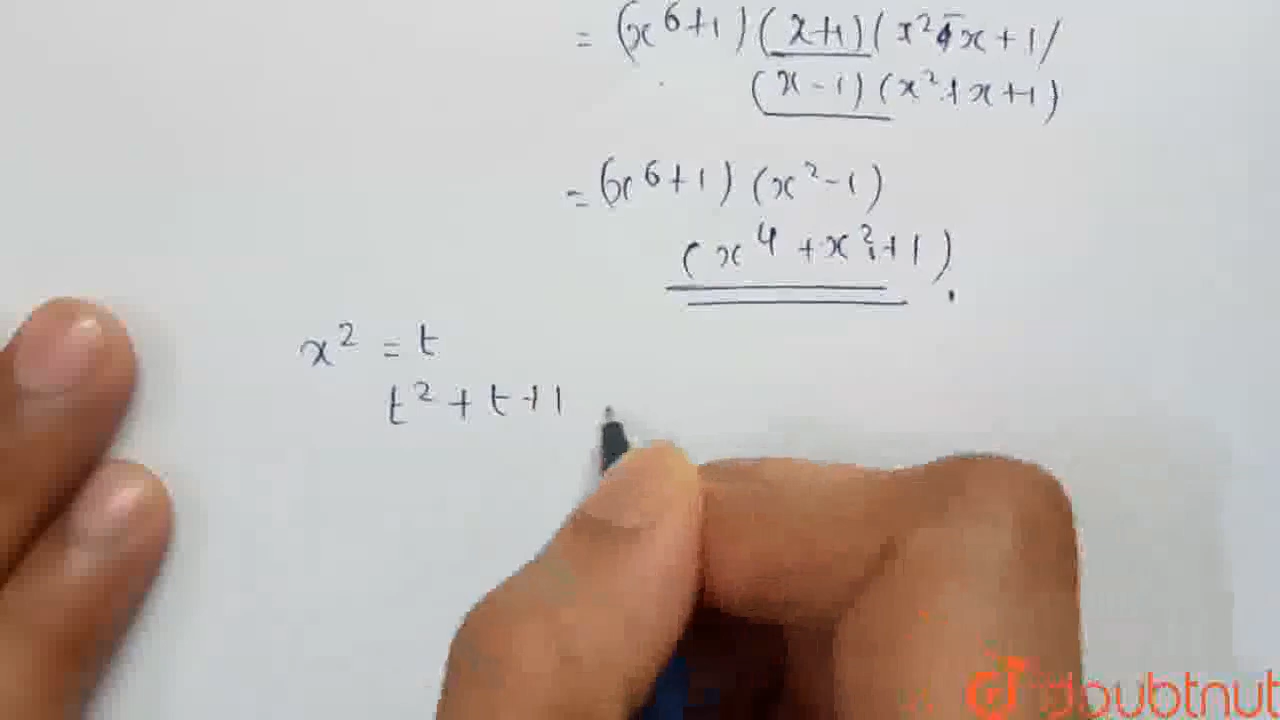 = (x⁶+1)(x+1)(x²-x+1)
(x-1)(x²+x+1)
= (x⁶+1)(x²-1)
(x⁴+x²+1).
x² = t
t²+t+1
doubtnut